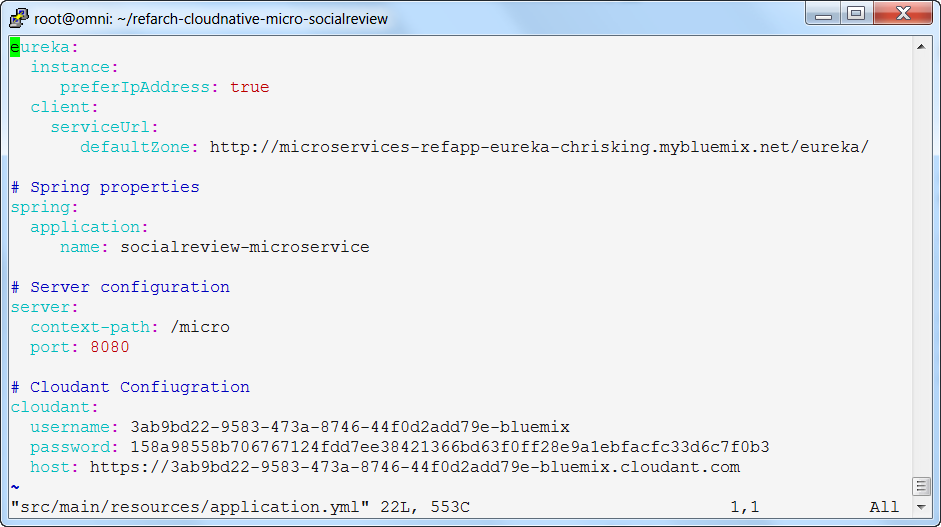 root@omni: ~/refarch-cloudnative-micro-socialreview
eureka:
  instance:
     preferIpAddress: true
  client:
    serviceUrl:
       defaultZone: http://microservices-refapp-eureka-chrisking.mybluemix.net/eureka/

# Spring properties
spring:
  application:
     name: socialreview-microservice

# Server configuration
server:
  context-path: /micro
  port: 8080

# Cloudant Confiugration
cloudant:
  username: 3ab9bd22-9583-473a-8746-44f0d2add79e-bluemix
  password: 158a98558b706767124fdd7ee38421366bd63f0ff28e9a1ebfacfc33d6c7f0b3
  host: https://3ab9bd22-9583-473a-8746-44f0d2add79e-bluemix.cloudant.com
~
"src/main/resources/application.yml" 22L, 553C 1,1 All